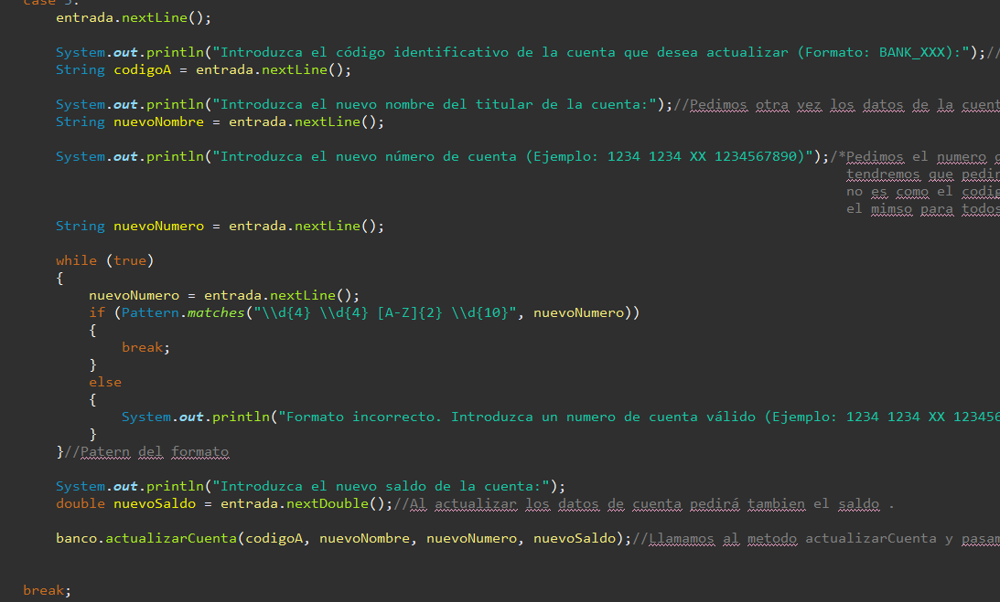 case 5:
entrada.nextLine();
System.out.println("Introduzca el código identificativo de la cuenta que desea actualizar (Formato: BANK_XXX):");//
String codigoA = entrada.nextLine();
System.out.println("Introduzca el nuevo nombre del titular de la cuenta:");//Pedimos otra vez los datos de la cuent
String nuevoNombre = entrada.nextLine();
System.out.println("Introduzca el nuevo número de cuenta (Ejemplo: 1234 1234 XX 1234567890)");/*Pedimos el numero
tendremos que pedir
no es como el codig
el mimso para todos
String nuevoNumero = entrada.nextLine();
while (true)
{
nuevoNumero = entrada.nextLine();
if (Pattern.matches("\\d{4} \\d{4} [A-Z]{2} \\d{10}", nuevoNumero))
{
break;
}
else
{
System.out.println("Formato incorrecto. Introduzca un numero de cuenta válido (Ejemplo: 1234 1234 XX 123456
}
}//Patern del formato
System.out.println("Introduzca el nuevo saldo de la cuenta:");
double nuevoSaldo = entrada.nextDouble();//Al actualizar los datos de cuenta pedirá tambien el saldo .
banco.actualizarCuenta(codigoA, nuevoNombre, nuevoNumero, nuevoSaldo);//Llamamos al metodo actualizarCuenta y pasam
break;